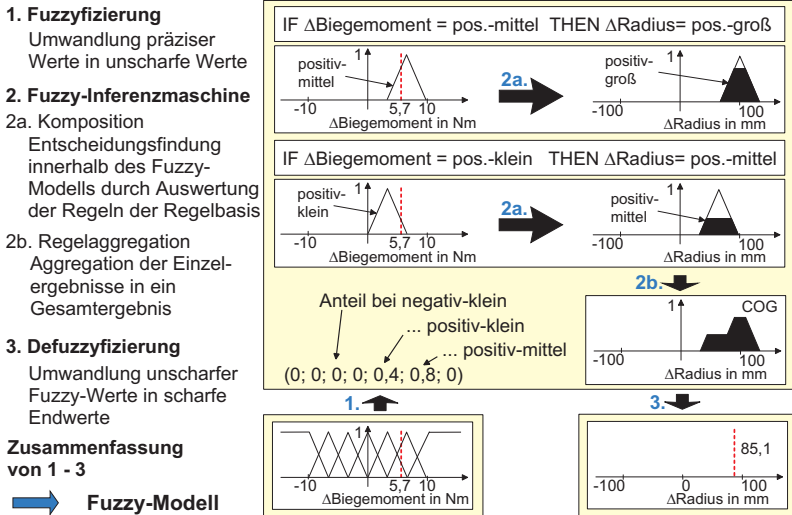 1. Fuzzyfizierung
Umwandlung präziser
Werte in unscharfe Werte
2. Fuzzy-Inferenzmaschine
2a. Komposition
Entscheidungsfindung
innerhalb des Fuzzy-
Modells durch Auswertung
der Regeln der Regelbasis
2b. Regelaggregation
Aggregation der Einzel-
ergebnisse in ein
Gesamtergebnis
3. Defuzzyfizierung
Umwandlung unscharfer
Fuzzy-Werte in scharfe
Endwerte
Zusammenfassung
von 1 - 3
Fuzzy-Modell
IF ΔBiegemoment = pos.-mittel THEN ΔRadius= pos.-groß
positiv-
mittel
1
-10 5,7 10
ΔBiegemoment in Nm
2a.
positiv-
groß
1
-100 100
ΔRadius in mm
IF ΔBiegemoment = pos.-klein THEN ΔRadius= pos.-mittel
positiv-
klein
1
-10 5,7 10
ΔBiegemoment in Nm
2a.
positiv-
mittel
1
-100 100
ΔRadius in mm
2b.
Anteil bei negativ-klein
... positiv-klein
... positiv-mittel
(0; 0; 0; 0; 0,4; 0,8; 0)
1 COG
-100 100
ΔRadius in mm
1.
3.
1
-10 5,7 10
ΔBiegemoment in Nm
85,1
-100 0 100
ΔRadius in mm